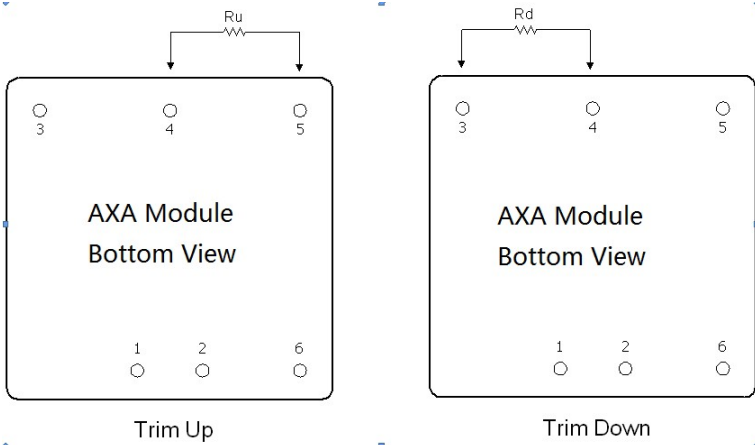 Ru
3 4 5
AXA Module
Bottom View
1 2 6
Trim Up
Rd
3 4 5
AXA Module
Bottom View
1 2 6
Trim Down